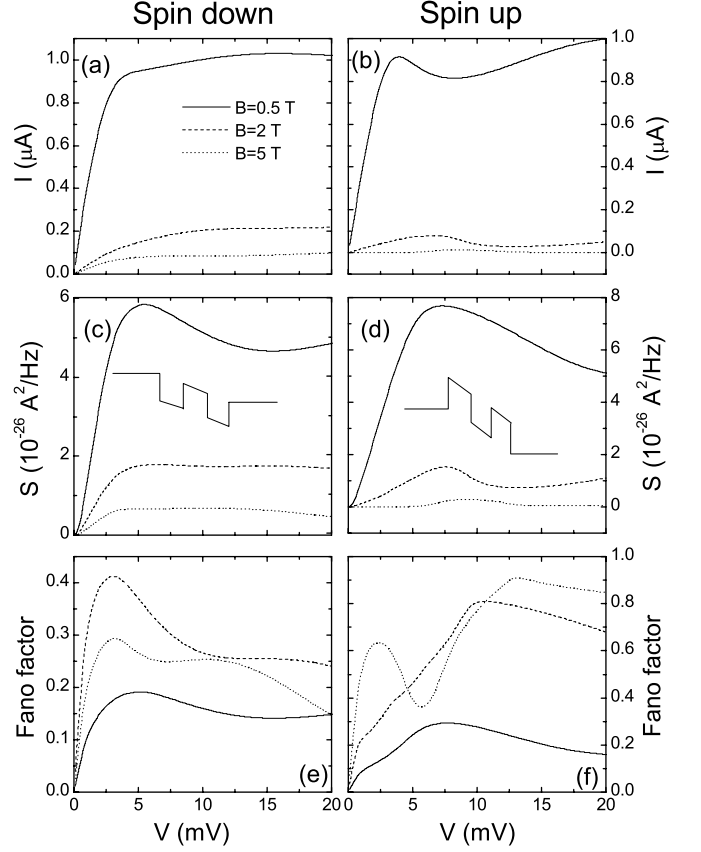 Spin down
Spin up
(a)
(b)
I (μA)
1.0
0.8
0.6
0.4
0.2
0.0
B=0.5 T
B=2 T
B=5 T
1.0
0.8
0.6
0.4
0.2
0.0
I (μA)
(c)
(d)
S (10⁻²⁶ A²/Hz)
6
4
2
0
8
6
4
2
0
S (10⁻²⁶ A²/Hz)
(e)
(f)
Fano factor
0.4
0.3
0.2
0.1
0.0
1.0
0.8
0.6
0.4
0.2
0.0
Fano factor
0 5 10 15 20
0 5 10 15 20
V (mV)
V (mV)